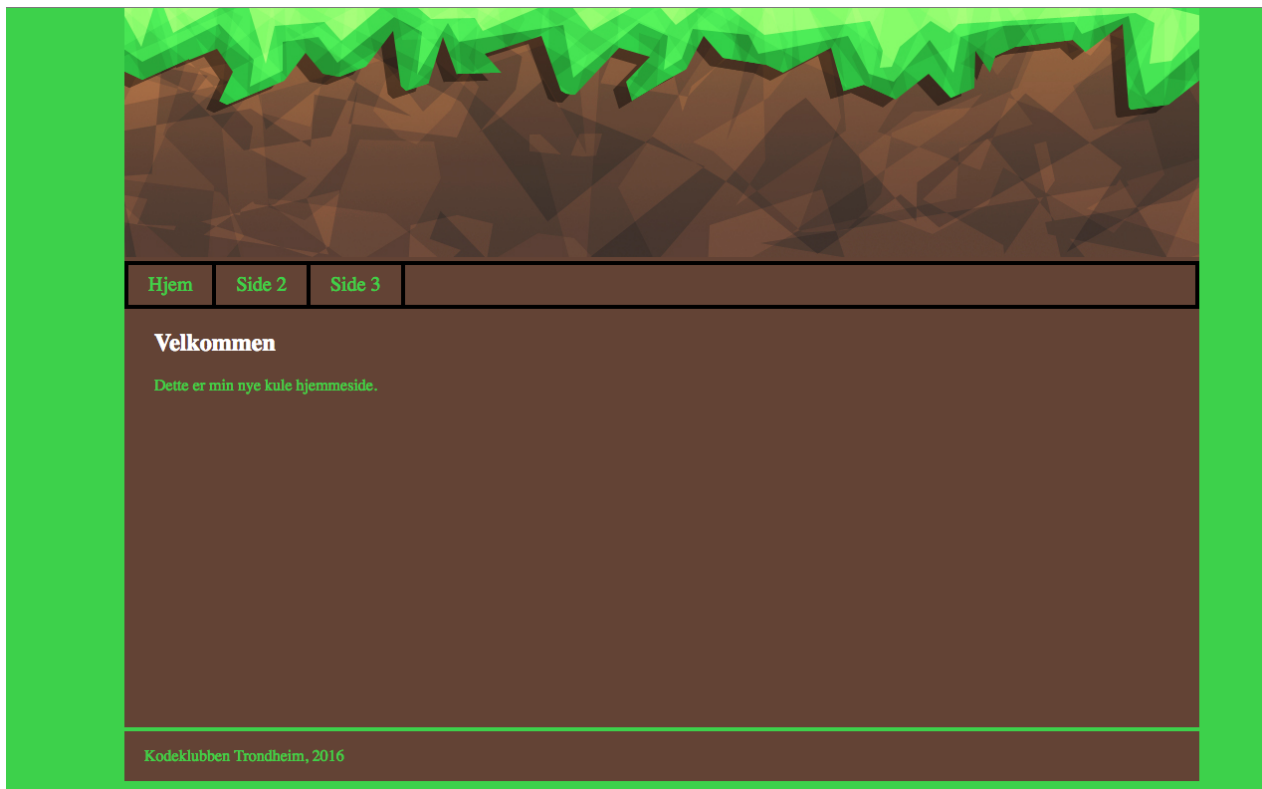 Hjem Side 2 Side 3
Velkommen
Dette er min nye kule hjemmeside.
Kodeklubben Trondheim, 2016